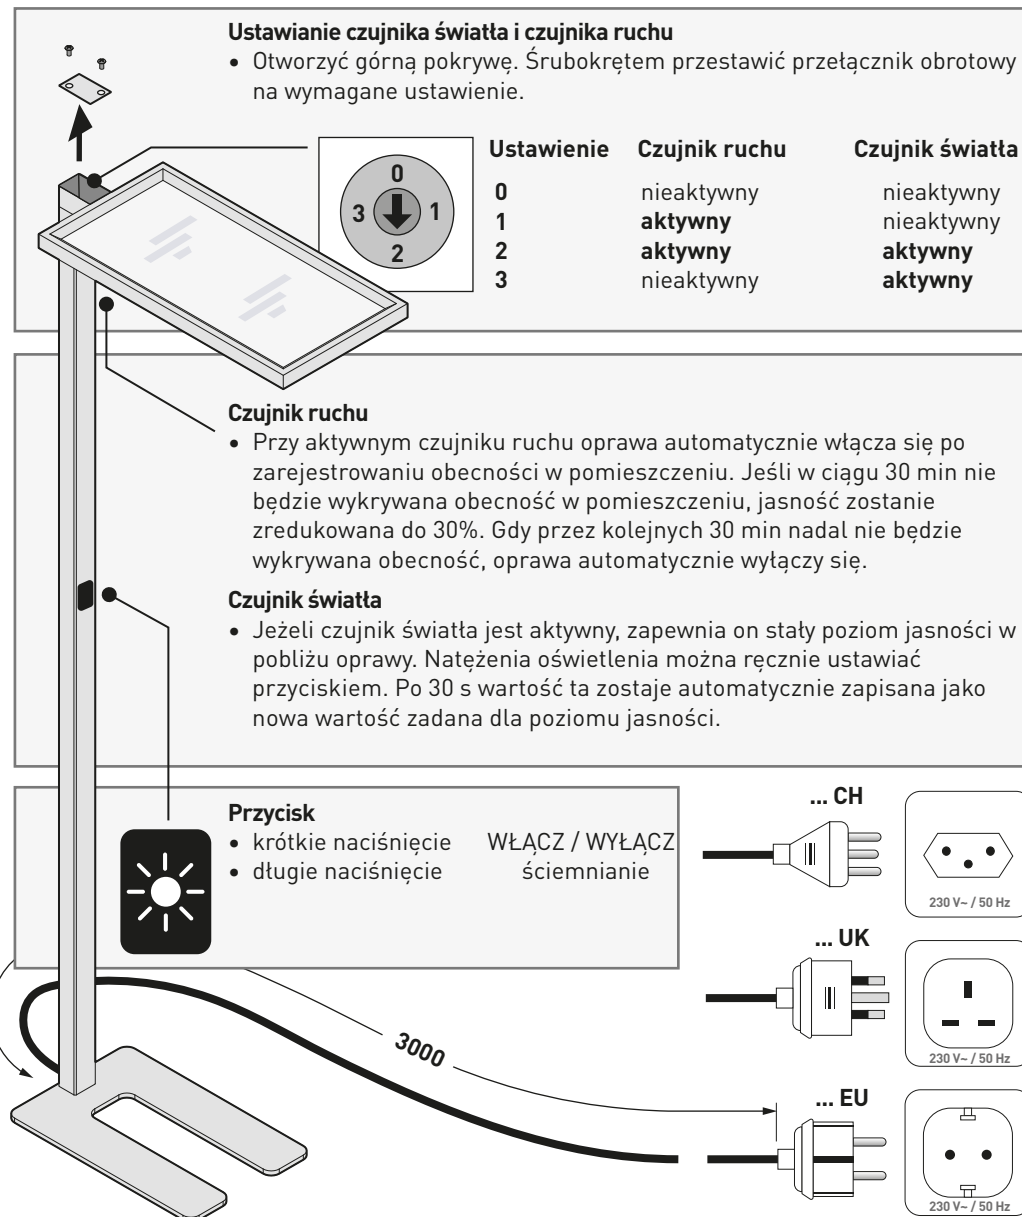 Ustawianie czujnika światła i czujnika ruchu
• Otworzyć górną pokrywę. Śrubokrętem przestawić przełącznik obrotowy
na wymagane ustawienie.
0
3 1
2
Ustawienie Czujnik ruchu Czujnik światła
0 nieaktywny nieaktywny
1 aktywny nieaktywny
2 aktywny aktywny
3 nieaktywny aktywny
Czujnik ruchu
• Przy aktywnym czujniku ruchu oprawa automatycznie włącza się po
zarejestrowaniu obecności w pomieszczeniu. Jeśli w ciągu 30 min nie
będzie wykrywana obecność w pomieszczeniu, jasność zostanie
zredukowana do 30%. Gdy przez kolejnych 30 min nadal nie będzie
wykrywana obecność, oprawa automatycznie wyłączy się.
Czujnik światła
• Jeżeli czujnik światła jest aktywny, zapewnia on stały poziom jasności w
pobliżu oprawy. Natężenia oświetlenia można ręcznie ustawiać
przyciskiem. Po 30 s wartość ta zostaje automatycznie zapisana jako
nowa wartość zadana dla poziomu jasności.
Przycisk
• krótkie naciśnięcie WŁĄCZ / WYŁĄCZ
• długie naciśnięcie ściemnianie
... CH
230 V~ / 50 Hz
... UK
230 V~ / 50 Hz
3000
... EU
230 V~ / 50 Hz